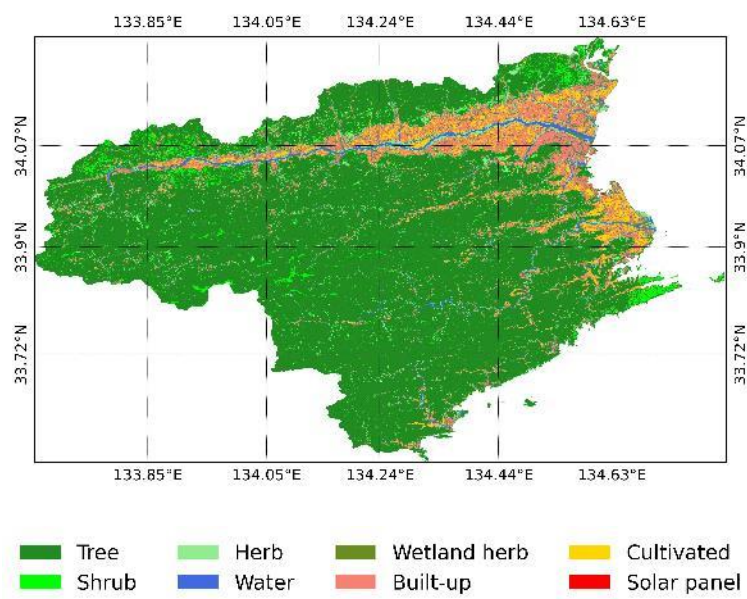 133.85°E 134.05°E 134.24°E 134.44°E 134.63°E
34.07°N 34.07°N
33.9°N 33.9°N
33.72°N 33.72°N
133.85°E 134.05°E 134.24°E 134.44°E 134.63°E
Tree Herb Wetland herb Cultivated
Shrub Water Built-up Solar panel